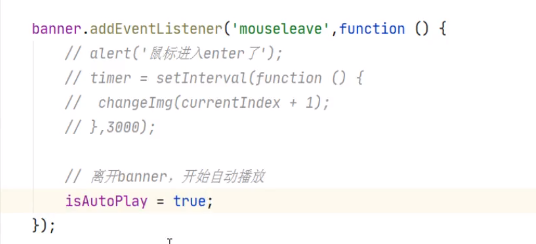 banner.addEventListener('mouseleave',function () {
// alert('鼠标进入enter了');
// timer = setInterval(function () {
//  changeImg(currentIndex + 1);
// },3000);
// 离开banner，开始自动播放
isAutoPlay = true;
});